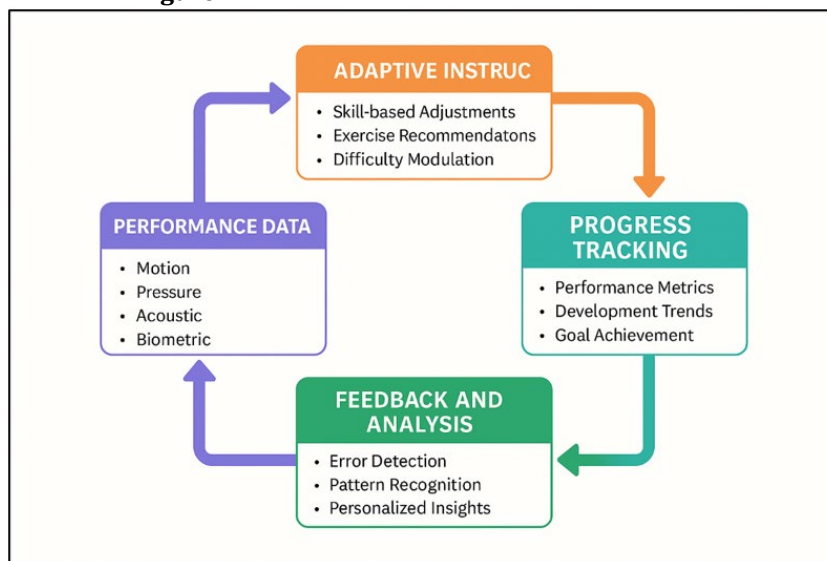 ADAPTIVE INSTRUC
• Skill-based Adjustments
• Exercise Recommendatons
• Difficulty Modulation
PROGRESS
TRACKING
• Performance Metrics
• Development Trends
• Goal Achievement
FEEDBACK AND
ANALYSIS
• Error Detection
• Pattern Recognition
• Personalized Insights
PERFORMANCE DATA
• Motion
• Pressure
• Acoustic
• Biometric